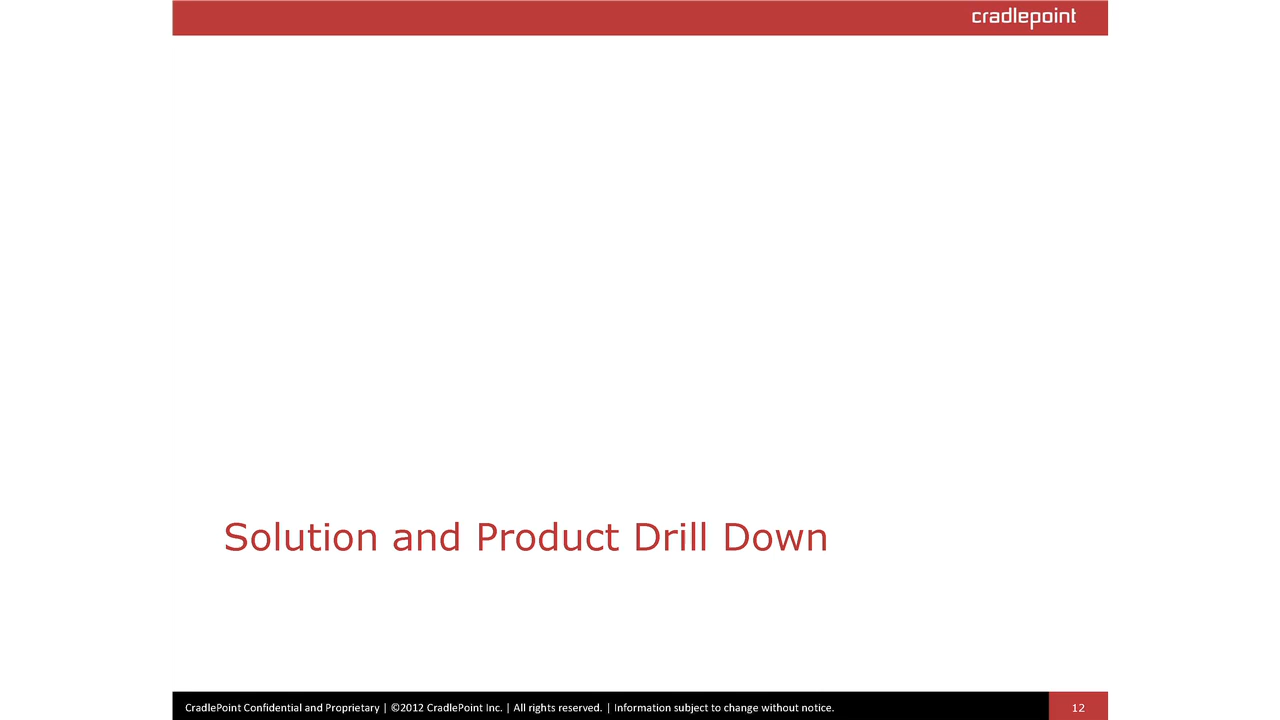 cradlepoint
Solution and Product Drill Down
CradlePoint Confidential and Proprietary | ©2012 CradlePoint Inc. | All rights reserved. | Information subject to change without notice.
12